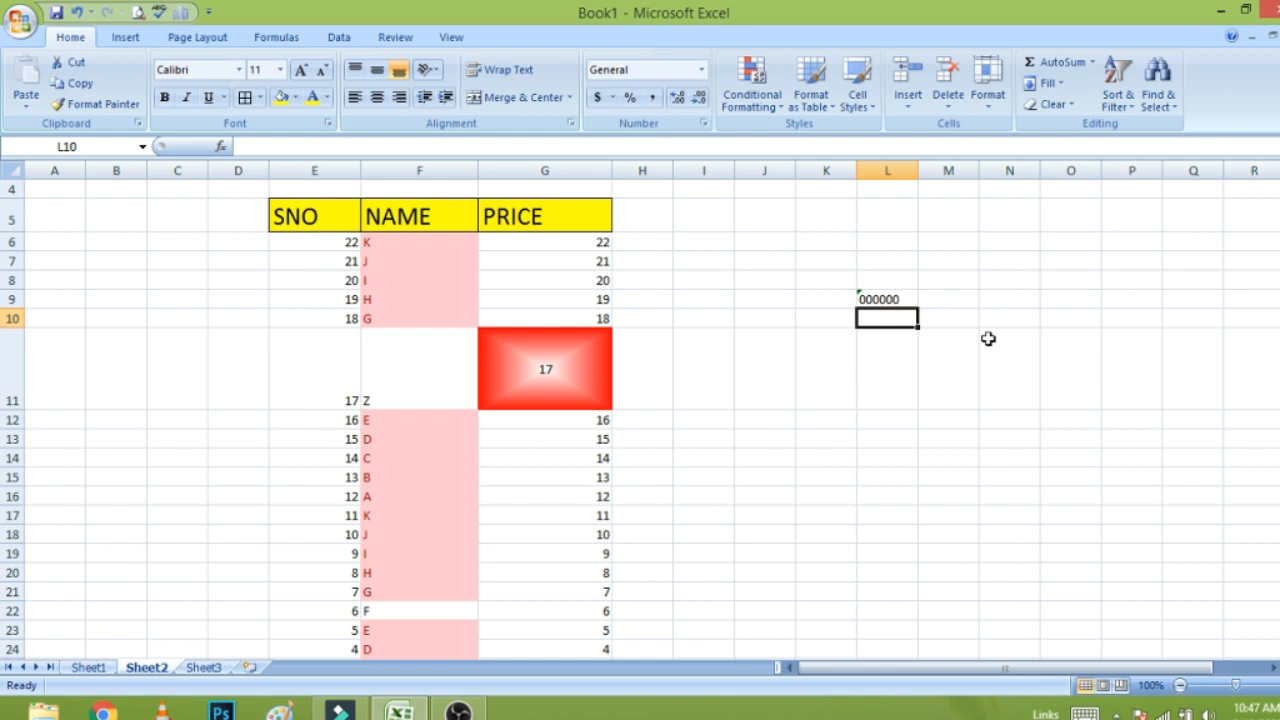 Book1 - Microsoft Excel
Home Insert Page Layout Formulas Data Review View
Paste Cut Copy Format Painter
Calibri 11 A A
B I U A
Wrap Text
Merge & Center
General
$ % ,
Conditional Formatting
Format as Table
Cell Styles
Insert Delete Format
Σ AutoSum
Fill
Clear
Sort & Filter
Find & Select
Clipboard Font Alignment Number Styles Cells Editing
L10 fx
A B C D E F G H I J K L M N O P Q R
4
5 SNO NAME PRICE
6 22 K 22
7 21 J 21
8 20 I 20
9 19 H 19 000000
10 18 G 18
11 17 Z 17
12 16 E 16
13 15 D 15
14 14 C 14
15 13 B 13
16 12 A 12
17 11 K 11
18 10 J 10
19 9 I 9
20 8 H 8
21 7 G 7
22 6 F 6
23 5 E 5
24 4 D 4
Sheet1 Sheet2 Sheet3
Ready 100%
Ps Links 10:47 AM